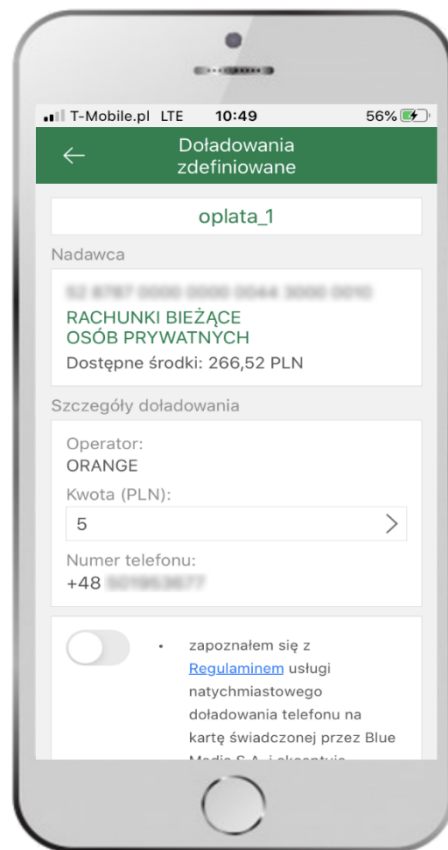 T-Mobile.pl LTE 10:49 56%
Doładowania
zdefiniowane
oplata_1
Nadawca
RACHUNKI BIEŻĄCE
OSÓB PRYWATNYCH
Dostępne środki: 266,52 PLN
Szczegóły doładowania
Operator:
ORANGE
Kwota (PLN):
5
Numer telefonu:
+48
• zapoznałem się z
Regulaminem usługi
natychmiastowego
doładowania telefonu na
kartę świadczonej przez Blue
Media S.A. i akceptuję